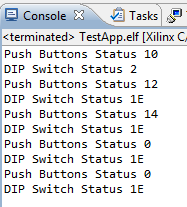 Console Tasks
<terminated> TestApp.elf [Xilinx C/
Push Buttons Status 10
DIP Switch Status 2
Push Buttons Status 12
DIP Switch Status 1E
Push Buttons Status 14
DIP Switch Status 1E
Push Buttons Status 0
DIP Switch Status 1E
Push Buttons Status 0
DIP Switch Status 1E